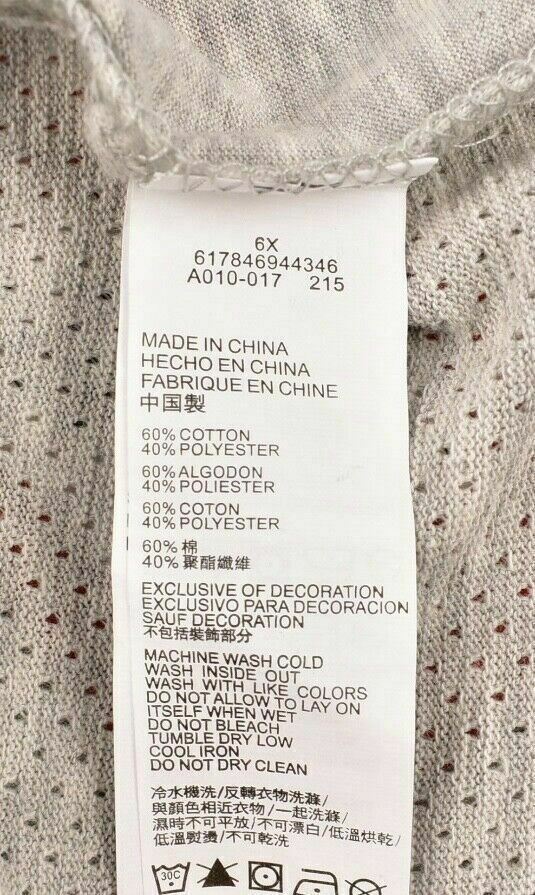 6X
617846944346
A010-017 215
MADE IN CHINA
HECHO EN CHINA
FABRIQUE EN CHINE
中国製
60% COTTON
40% POLYESTER
60% ALGODON
40% POLIESTER
60% COTON
40% POLYESTER
60% 棉
40% 聚酯纖維
EXCLUSIVE OF DECORATION
EXCLUSIVO PARA DECORACION
SAUF DECORATION
不包括裝飾部分
MACHINE WASH COLD
WASH INSIDE OUT
WASH WITH LIKE COLORS
DO NOT ALLOW TO LAY ON
ITSELF WHEN WET
DO NOT BLEACH
TUMBLE DRY LOW
COOL IRON
DO NOT DRY CLEAN
冷水機洗/反轉衣物洗滌/
與顏色相近衣物/一起洗滌/
濕時不可平放/不可漂白/低溫烘乾/
低溫熨燙/不可乾洗
30C